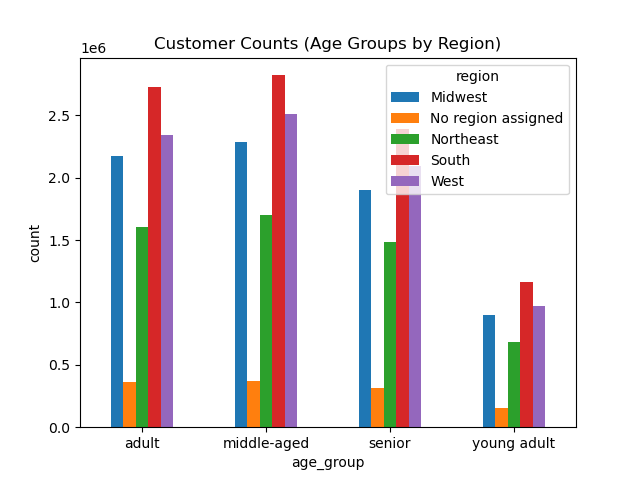 Customer Counts (Age Groups by Region)
1e6
region
Midwest
No region assigned
Northeast
South
West
2.5
2.0
1.5
1.0
0.5
0.0
count
adult middle-aged senior young adult
age_group